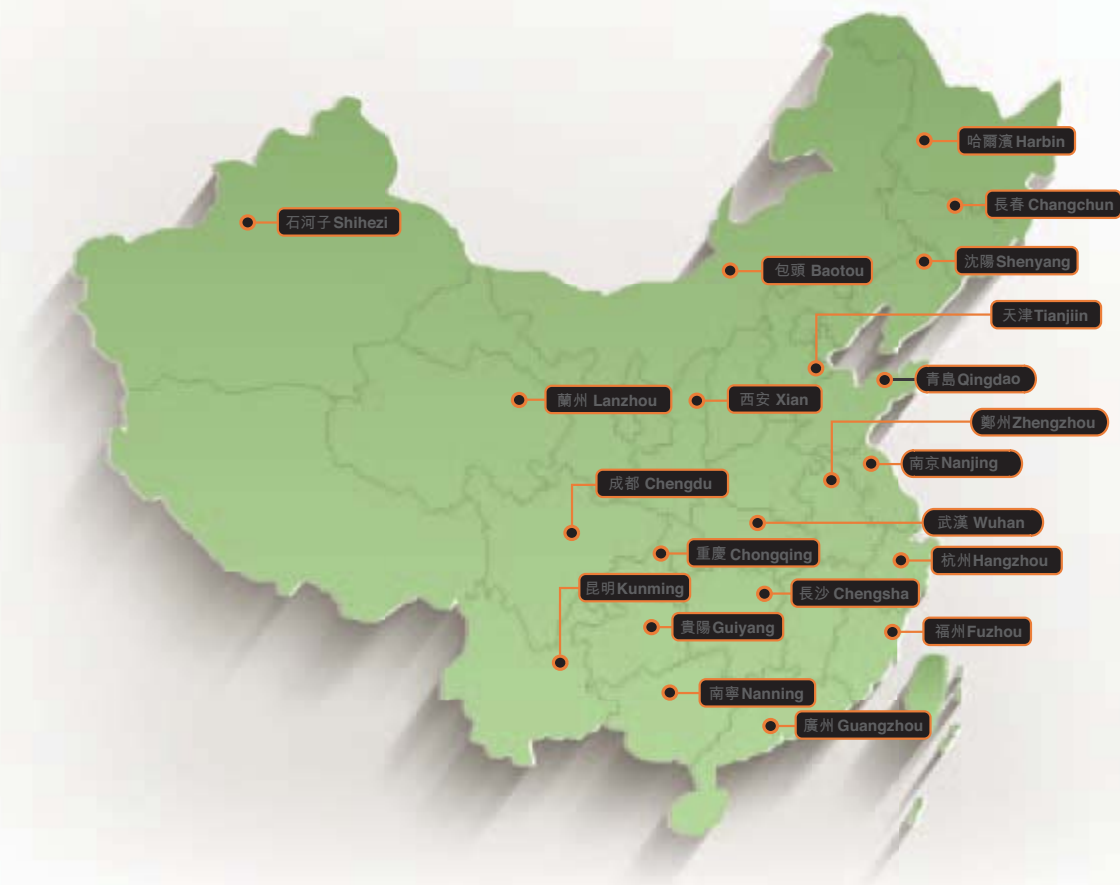 哈爾濱 Harbin
長春 Changchun
石河子 Shihezi
沈陽 Shenyang
包頭 Baotou
天津 Tianjiin
青島 Qingdao
蘭州 Lanzhou
西安 Xian
鄭州 Zhengzhou
南京 Nanjing
成都 Chengdu
武漢 Wuhan
重慶 Chongqing
杭州 Hangzhou
昆明 Kunming
長沙 Chengsha
貴陽 Guiyang
福州 Fuzhou
南寧 Nanning
廣州 Guangzhou